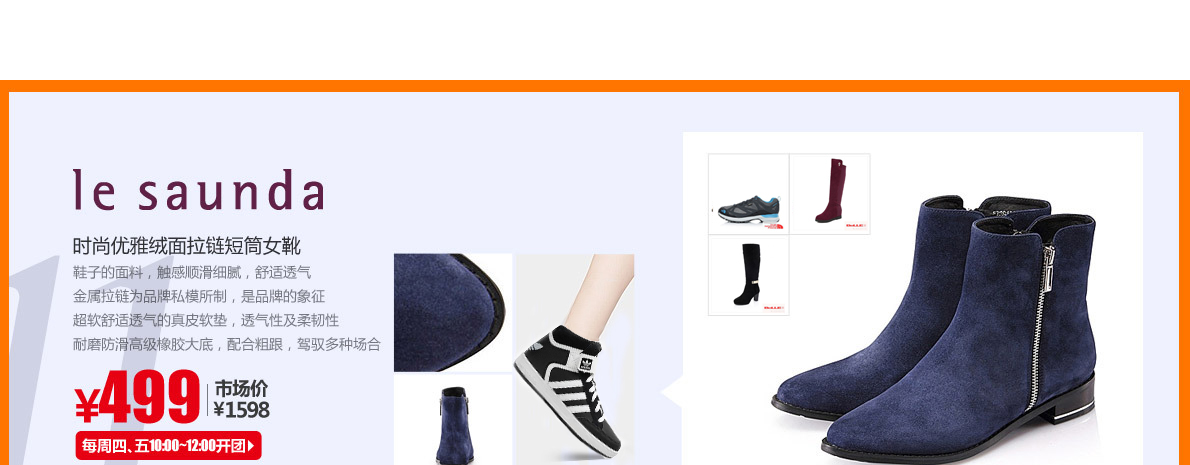 le saunda
时尚优雅绒面拉链短筒女靴
鞋子的面料，触感顺滑细腻，舒适透气
金属拉链为品牌私模所制，是品牌的象征
超软舒适透气的真皮软垫，透气性及柔韧性
耐磨防滑高级橡胶大底，配合粗跟，驾驭多种场合
¥499
市场价
¥1598
每周四、五10:00~12:00开团